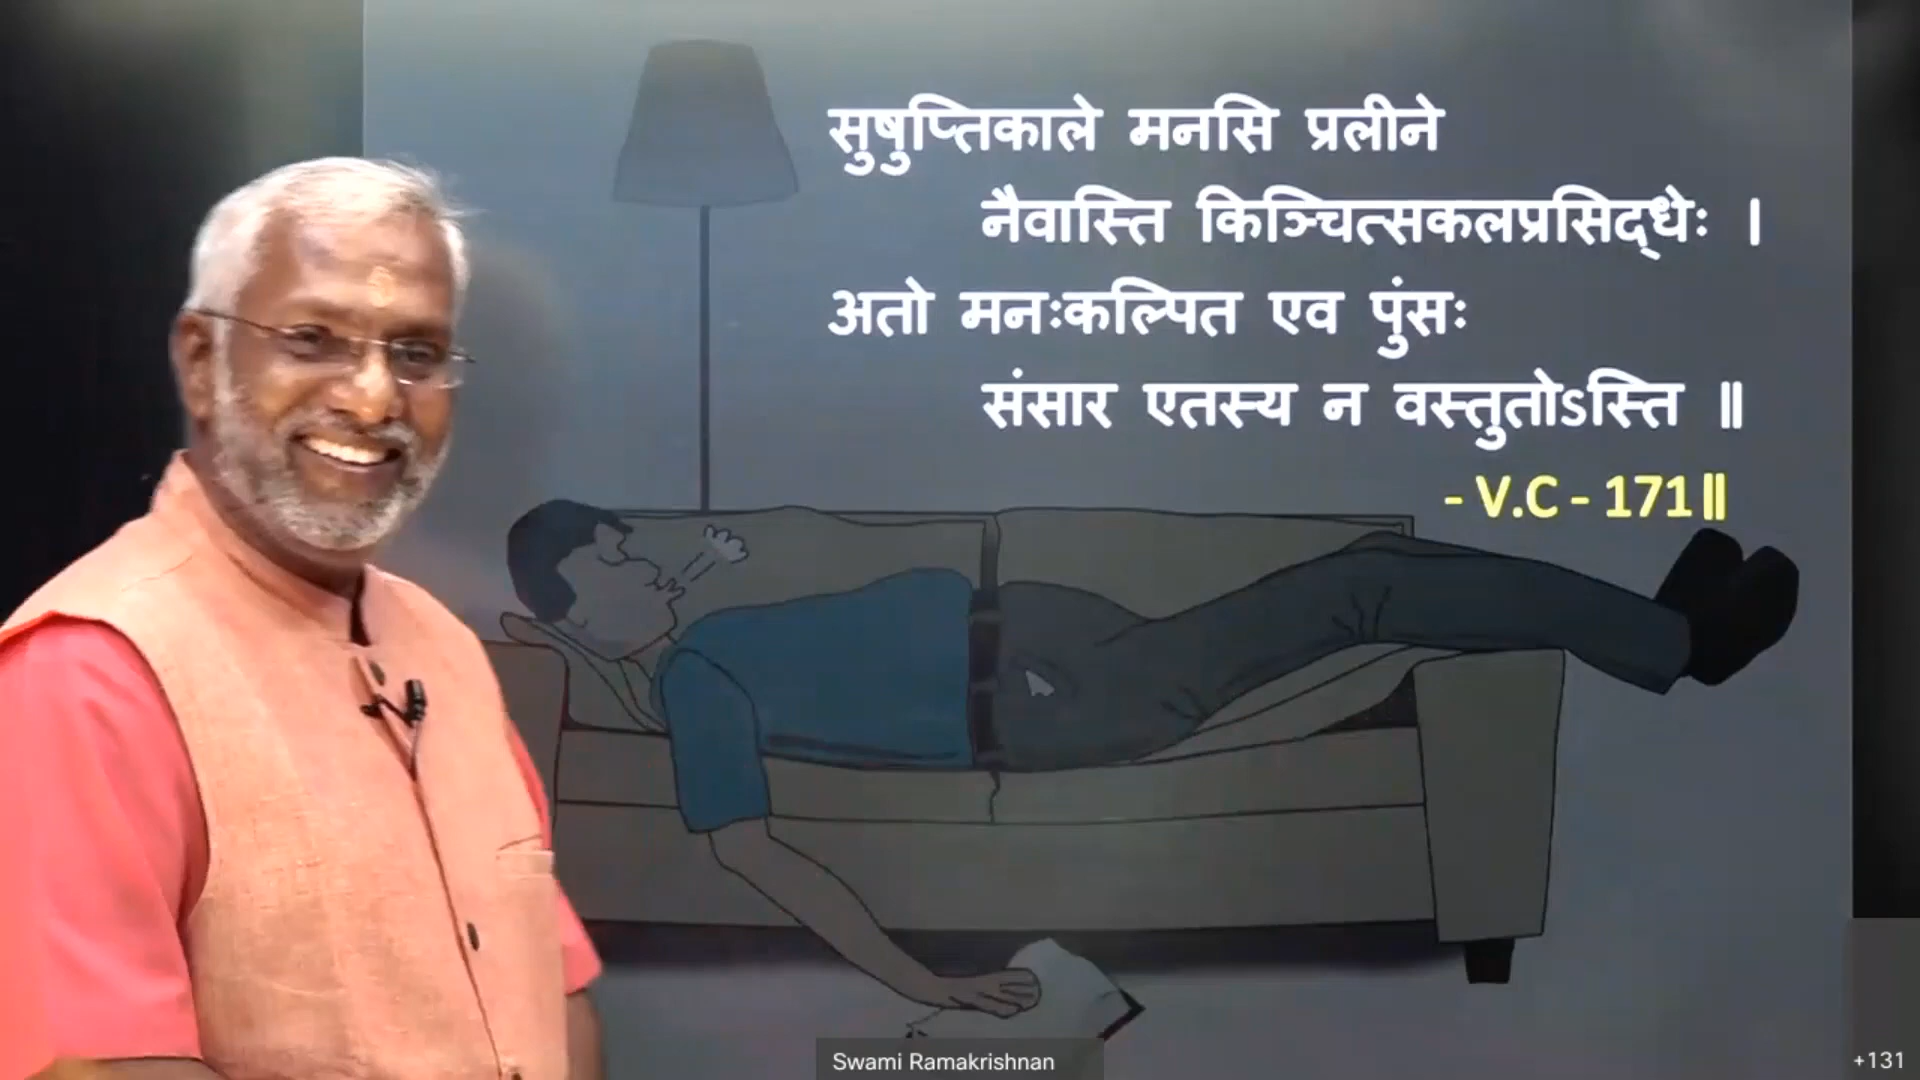 सुषुप्तिकाले मनसि प्रलीने
नैवास्ति किञ्चित्सकलप्रसिद्धेः ।
अतो मनःकल्पित एव पुंसः
संसार एतस्य न वस्तुतोऽस्ति ॥
- V.C - 171॥
Swami Ramakrishnan
+131